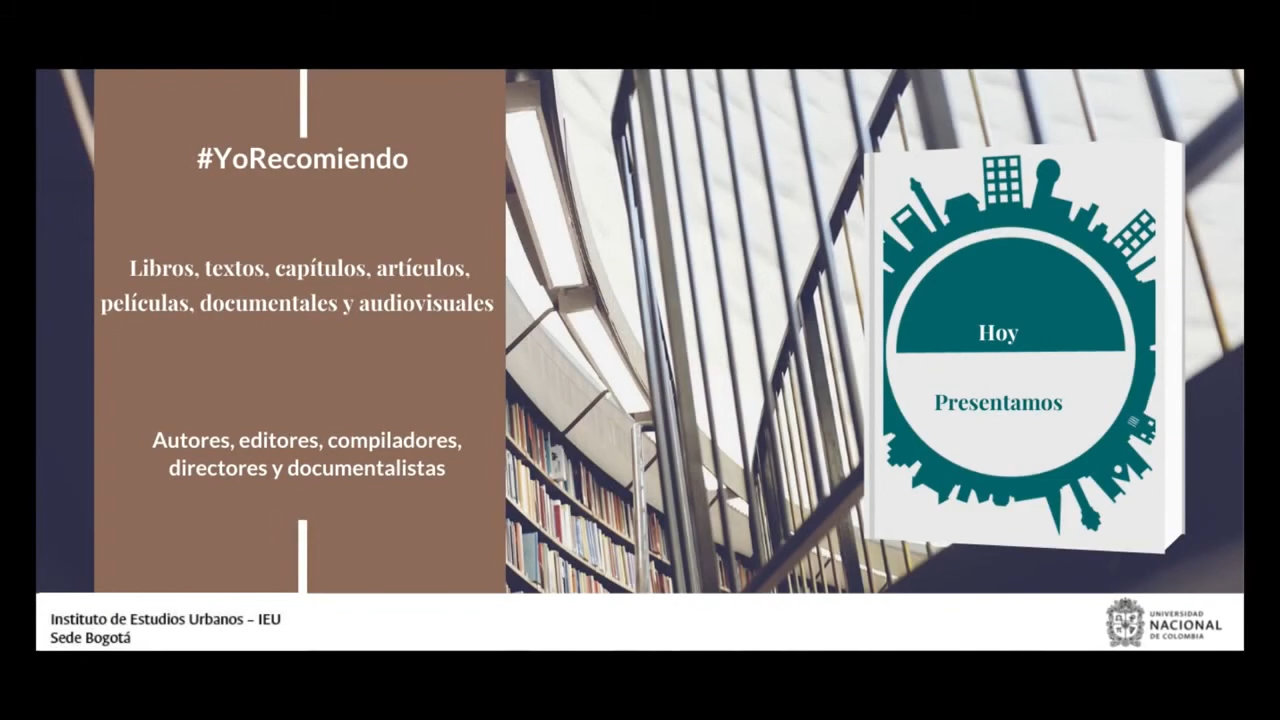 #YoRecomiendo
Libros, textos, capítulos, artículos,
películas, documentales y audiovisuales
Autores, editores, compiladores,
directores y documentalistas
Hoy
Presentamos
Instituto de Estudios Urbanos – IEU
Sede Bogotá
UNIVERSIDAD
NACIONAL
DE COLOMBIA